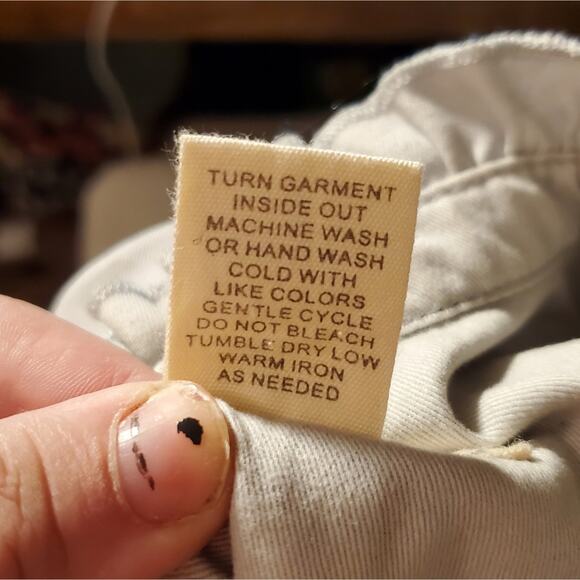 TURN GARMENT
INSIDE OUT
MACHINE WASH
OR HAND WASH
COLD WITH
LIKE COLORS
GENTLE CYCLE
DO NOT BLEACH
TUMBLE DRY LOW
WARM IRON
AS NEEDED